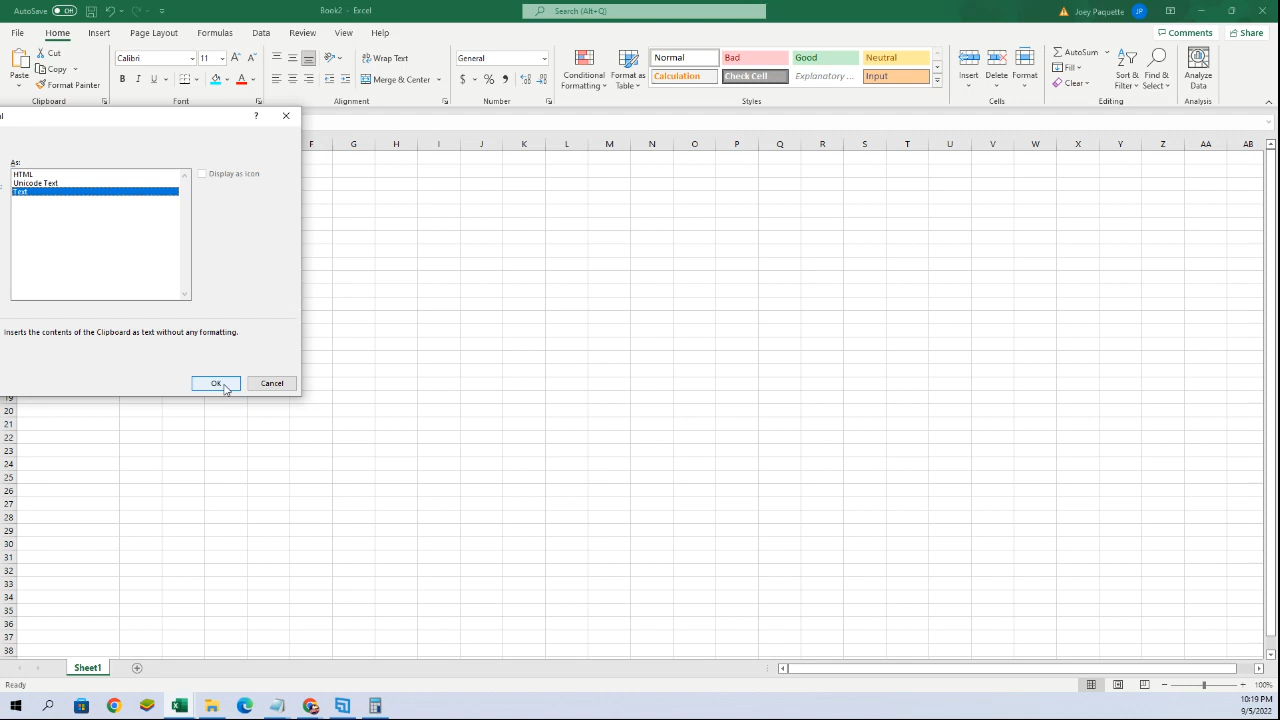 AutoSave Off
Book2 - Excel
Search (Alt+Q)
Joey Paquette JP
File Home Insert Page Layout Formulas Data Review View Help
Comments Share
Paste
Cut
Copy
Format Painter
Clipboard
Calibri 11
B I U
Font
Wrap Text
Merge & Center
Alignment
General
$ % ,
Number
Conditional Formatting
Format as Table
Normal Bad Good Neutral
Calculation Check Cell Explanatory ... Input
Styles
Insert Delete Format
Cells
AutoSum
Fill
Clear
Sort & Filter
Find & Select
Editing
Analyze Data
Analysis
? 
As:
HTML
Unicode Text
Text
Display as icon
Inserts the contents of the Clipboard as text without any formatting.
OK Cancel
F G H I J K L M N O P Q R S T U V W X Y Z AA AB
19
20
21
22
23
24
25
26
27
28
29
30
31
32
33
34
35
36
37
38
Sheet1
Ready
100%
10:19 PM
9/5/2022